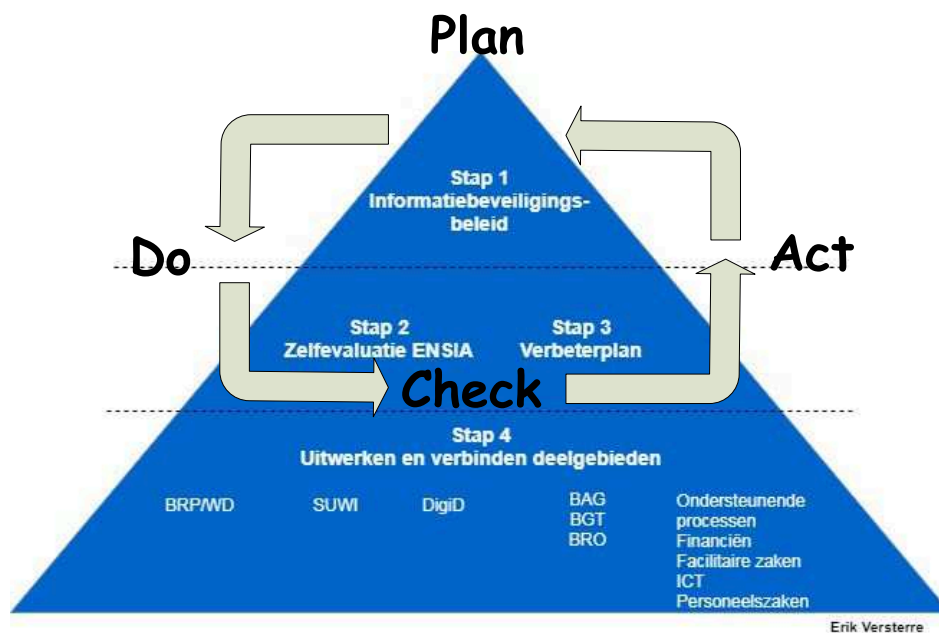 Plan
Stap 1
Informatiebeveiligings-
beleid
Do
Act
Stap 2
Zelfevaluatie ENSIA
Stap 3
Verbeterplan
Check
Stap 4
Uitwerken en verbinden deelgebieden
BRP/WD
SUWI
DigiD
BAG
BGT
BRO
Ondersteunende
processen
Financiën
Facilitaire zaken
ICT
Personeelszaken
Erik Versterre